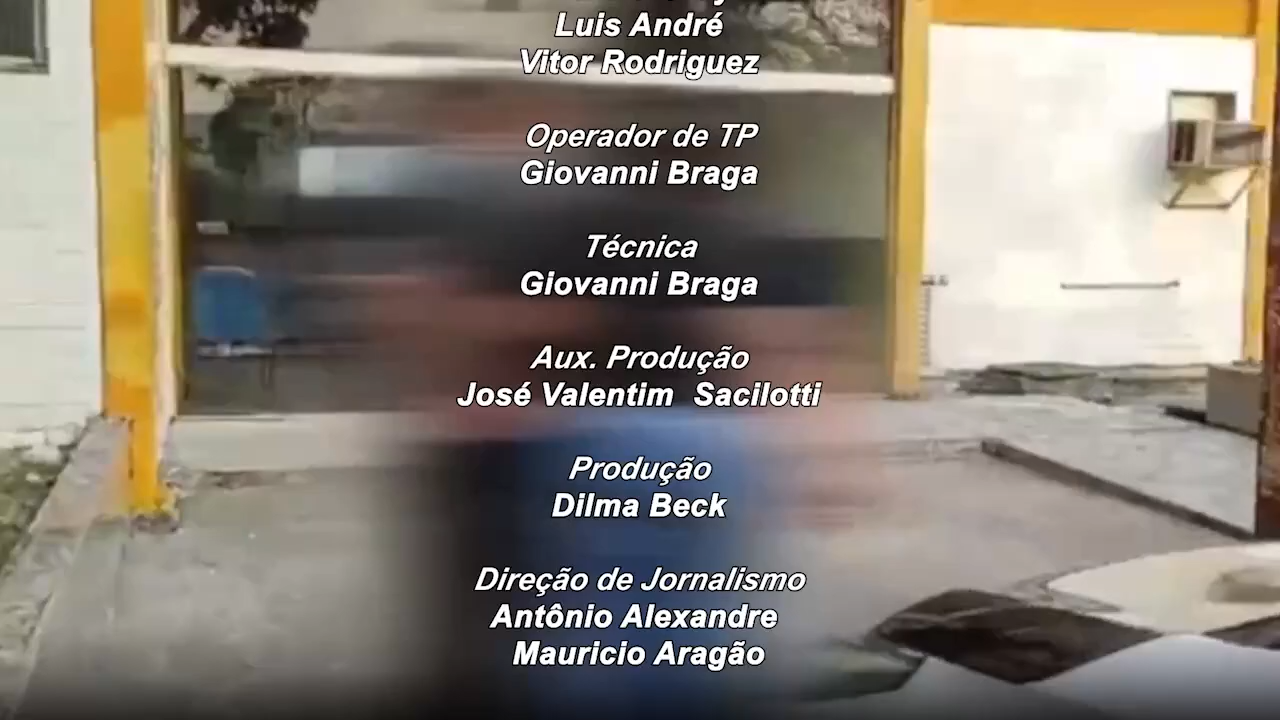 Luis André
Vitor Rodriguez
Operador de TP
Giovanni Braga
Técnica
Giovanni Braga
Aux. Produção
José Valentim Sacilotti
Produção
Dilma Beck
Direção de Jornalismo
Antônio Alexandre
Mauricio Aragão